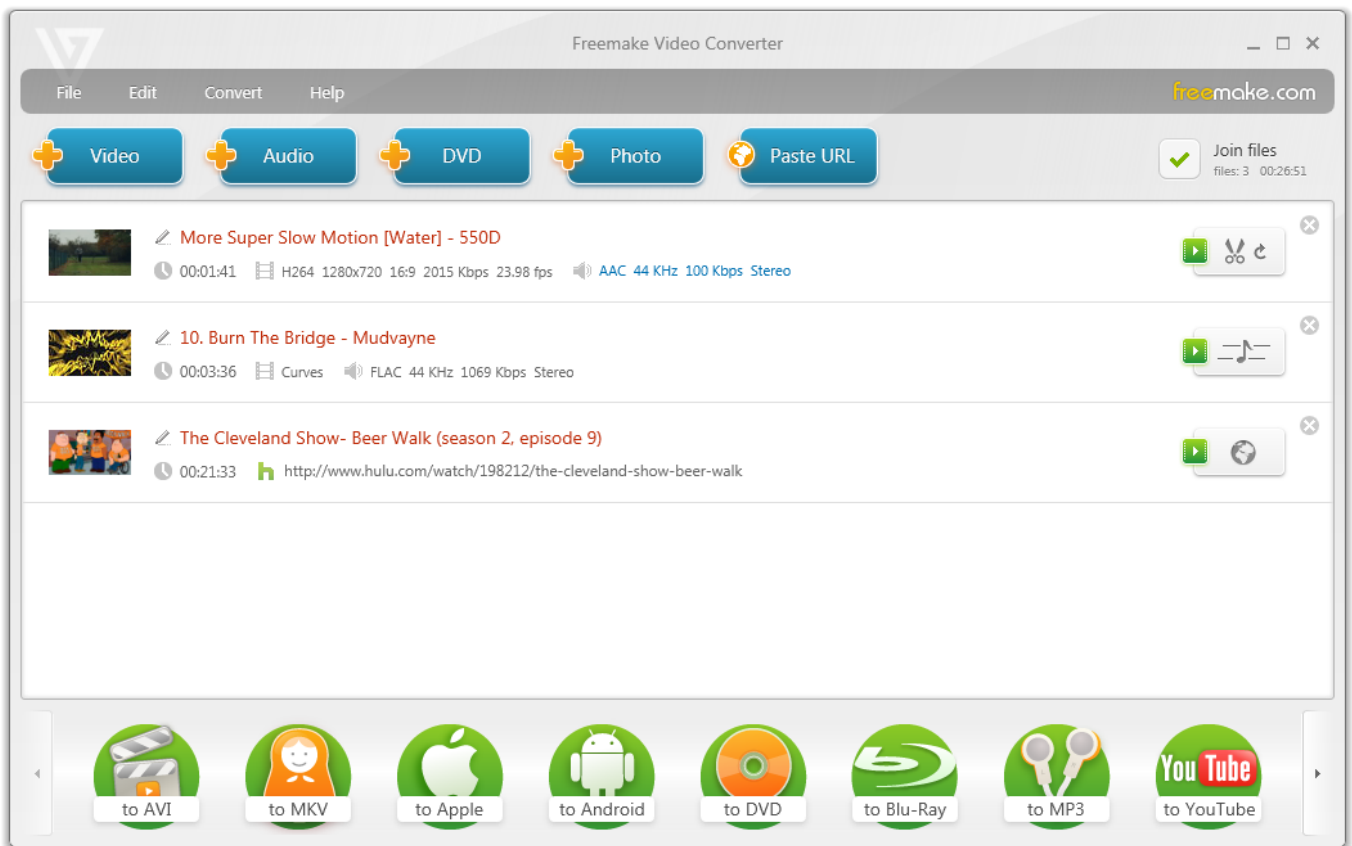 Freemake Video Converter
File Edit Convert Help freemake.com
Video Audio DVD Photo Paste URL Join files
files: 3 00:26:51
More Super Slow Motion [Water] - 550D
00:01:41 H264 1280x720 16:9 2015 Kbps 23.98 fps AAC 44 KHz 100 Kbps Stereo
10. Burn The Bridge - Mudvayne
00:03:36 Curves FLAC 44 KHz 1069 Kbps Stereo
The Cleveland Show- Beer Walk (season 2, episode 9)
00:21:33 h http://www.hulu.com/watch/198212/the-cleveland-show-beer-walk
You Tube
to AVI to MKV to Apple to Android to DVD to Blu-Ray to MP3 to YouTube